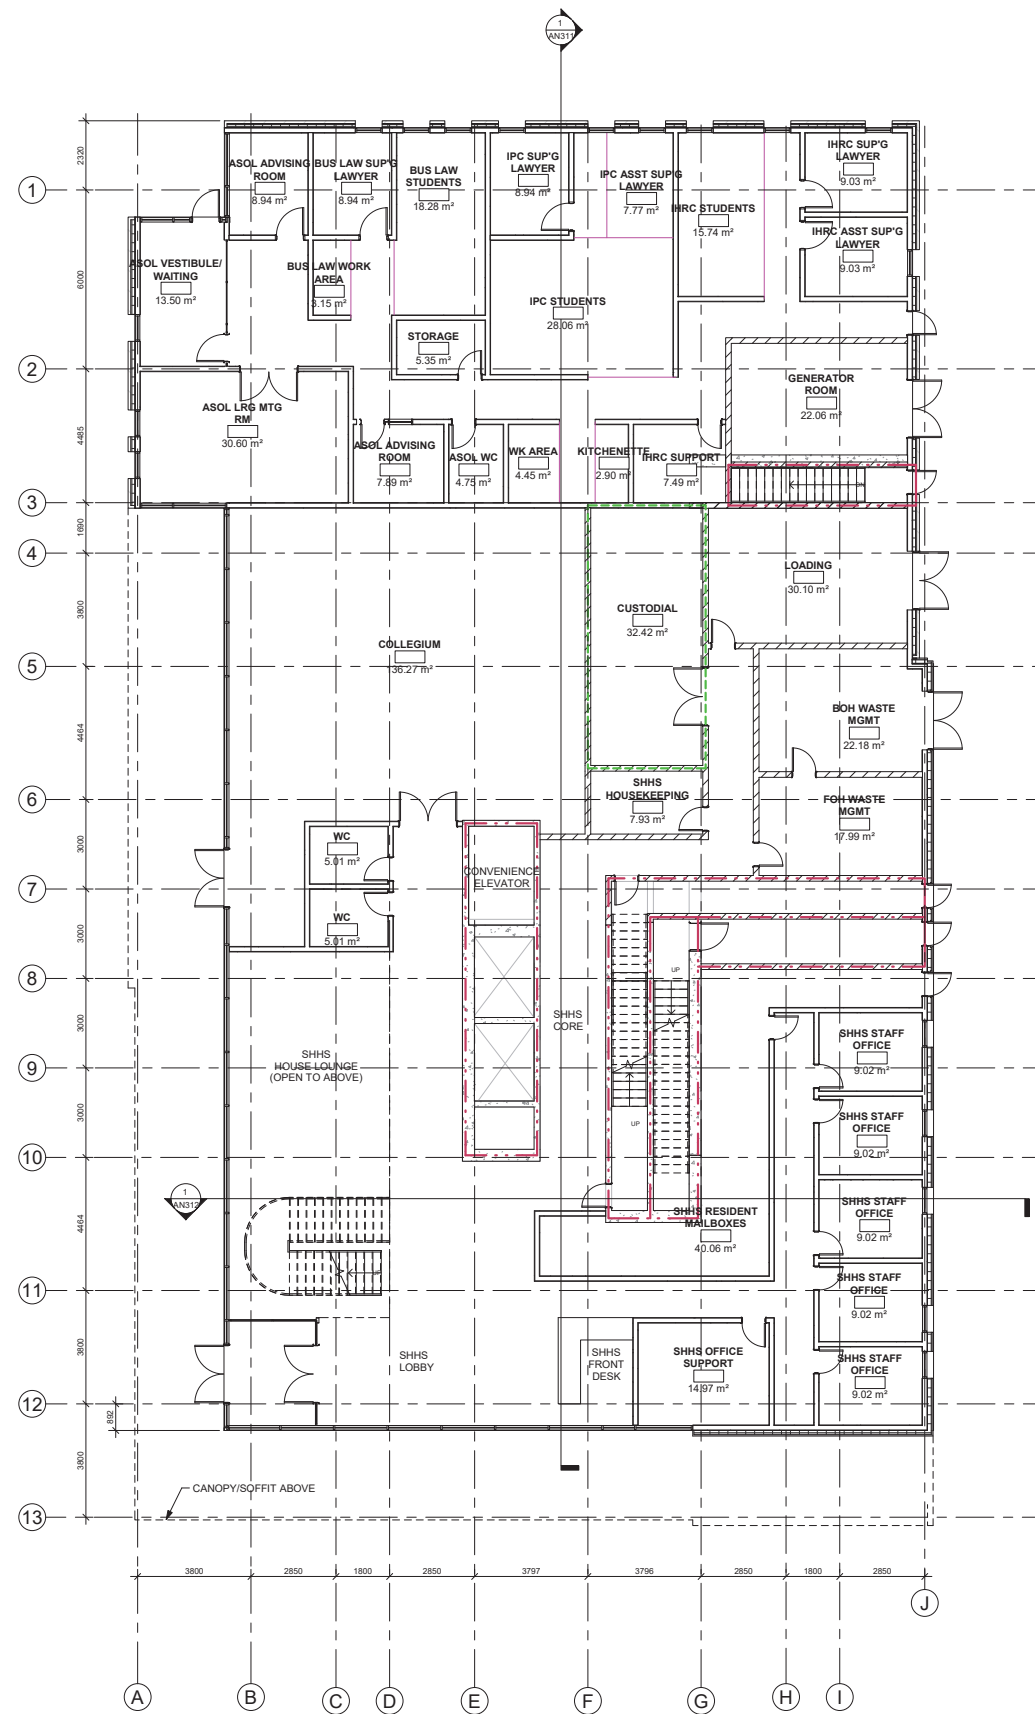 1
AN311
2320
6000
4485
1690
3800
4464
3000
3000
3000
3000
4464
3800
892
3800
1
2
3
4
5
6
7
8
9
10
11
12
13
ASOL ADVISING
ROOM
8.94 m²
BUS LAW SUP'G
LAWYER
8.94 m²
BUS LAW
STUDENTS
18.28 m²
IPC SUP'G
LAWYER
8.94 m²
IPC ASST SUP'G
LAWYER
7.77 m²
IHRC STUDENTS
15.74 m²
IHRC SUP'G
LAWYER
9.03 m²
IHRC ASST SUP'G
LAWYER
9.03 m²
ASOL VESTIBULE/
WAITING
13.50 m²
BUS LAW WORK
AREA
3.15 m²
IPC STUDENTS
28.06 m²
STORAGE
5.35 m²
GENERATOR
ROOM
22.06 m²
ASOL LRG MTG
RM
30.60 m²
ASOL ADVISING
ROOM
7.89 m²
ASOL WC
4.75 m²
WK AREA
4.45 m²
KITCHENETTE
2.90 m²
IHRC SUPPORT
7.49 m²
DN
LOADING
30.10 m²
CUSTODIAL
32.42 m²
COLLEGIUM
136.27 m²
BOH WASTE
MGMT
22.18 m²
SHHS
HOUSEKEEPING
7.93 m²
FOH WASTE
MGMT
17.99 m²
WC
5.01 m²
WC
5.01 m²
CONVENIENCE
ELEVATOR
UP
SHHS
CORE
SHHS
HOUSE LOUNGE
(OPEN TO ABOVE)
UP
SHHS STAFF
OFFICE
9.02 m²
SHHS STAFF
OFFICE
9.02 m²
SHHS STAFF
OFFICE
9.02 m²
SHHS STAFF
OFFICE
9.02 m²
SHHS STAFF
OFFICE
9.02 m²
1
AN312
SHHS RESIDENT
MAILBOXES
40.06 m²
SHHS
LOBBY
SHHS
FRONT
DESK
SHHS OFFICE
SUPPORT
14.97 m²
CANOPY/SOFFIT ABOVE
3800
2850
1800
2850
3797
3796
2850
1800
2850
A
B
C
D
E
F
G
H
I
J